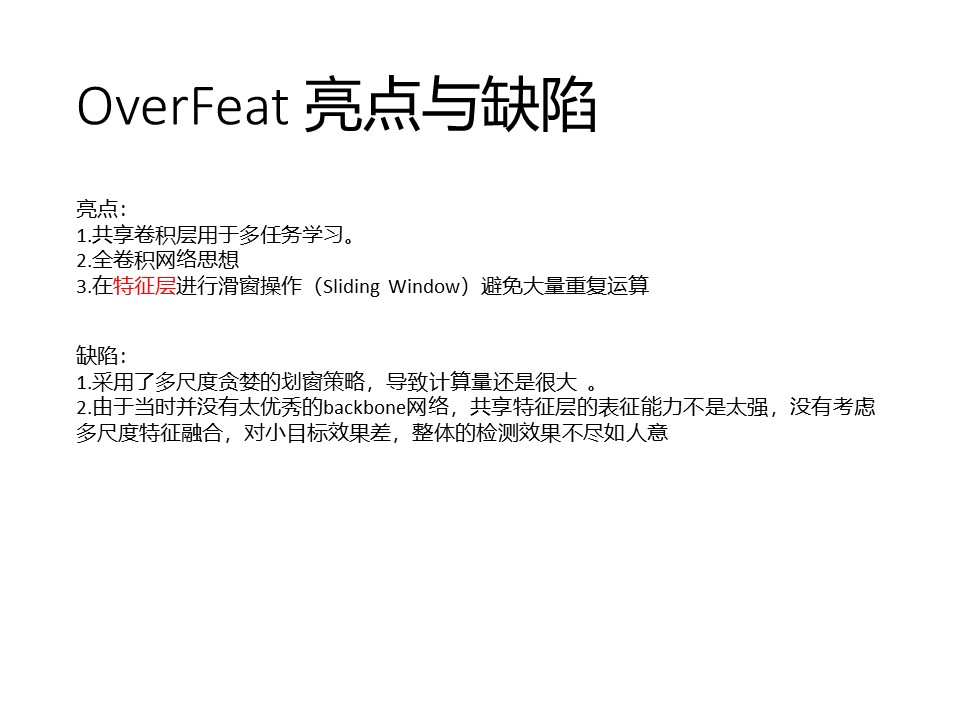 OverFeat 亮点与缺陷
亮点：
1.共享卷积层用于多任务学习。
2.全卷积网络思想
3.在特征层进行滑窗操作（Sliding Window）避免大量重复运算
缺陷：
1.采用了多尺度贪婪的划窗策略，导致计算量还是很大 。
2.由于当时并没有太优秀的backbone网络，共享特征层的表征能力不是太强，没有考虑
多尺度特征融合，对小目标效果差，整体的检测效果不尽如人意